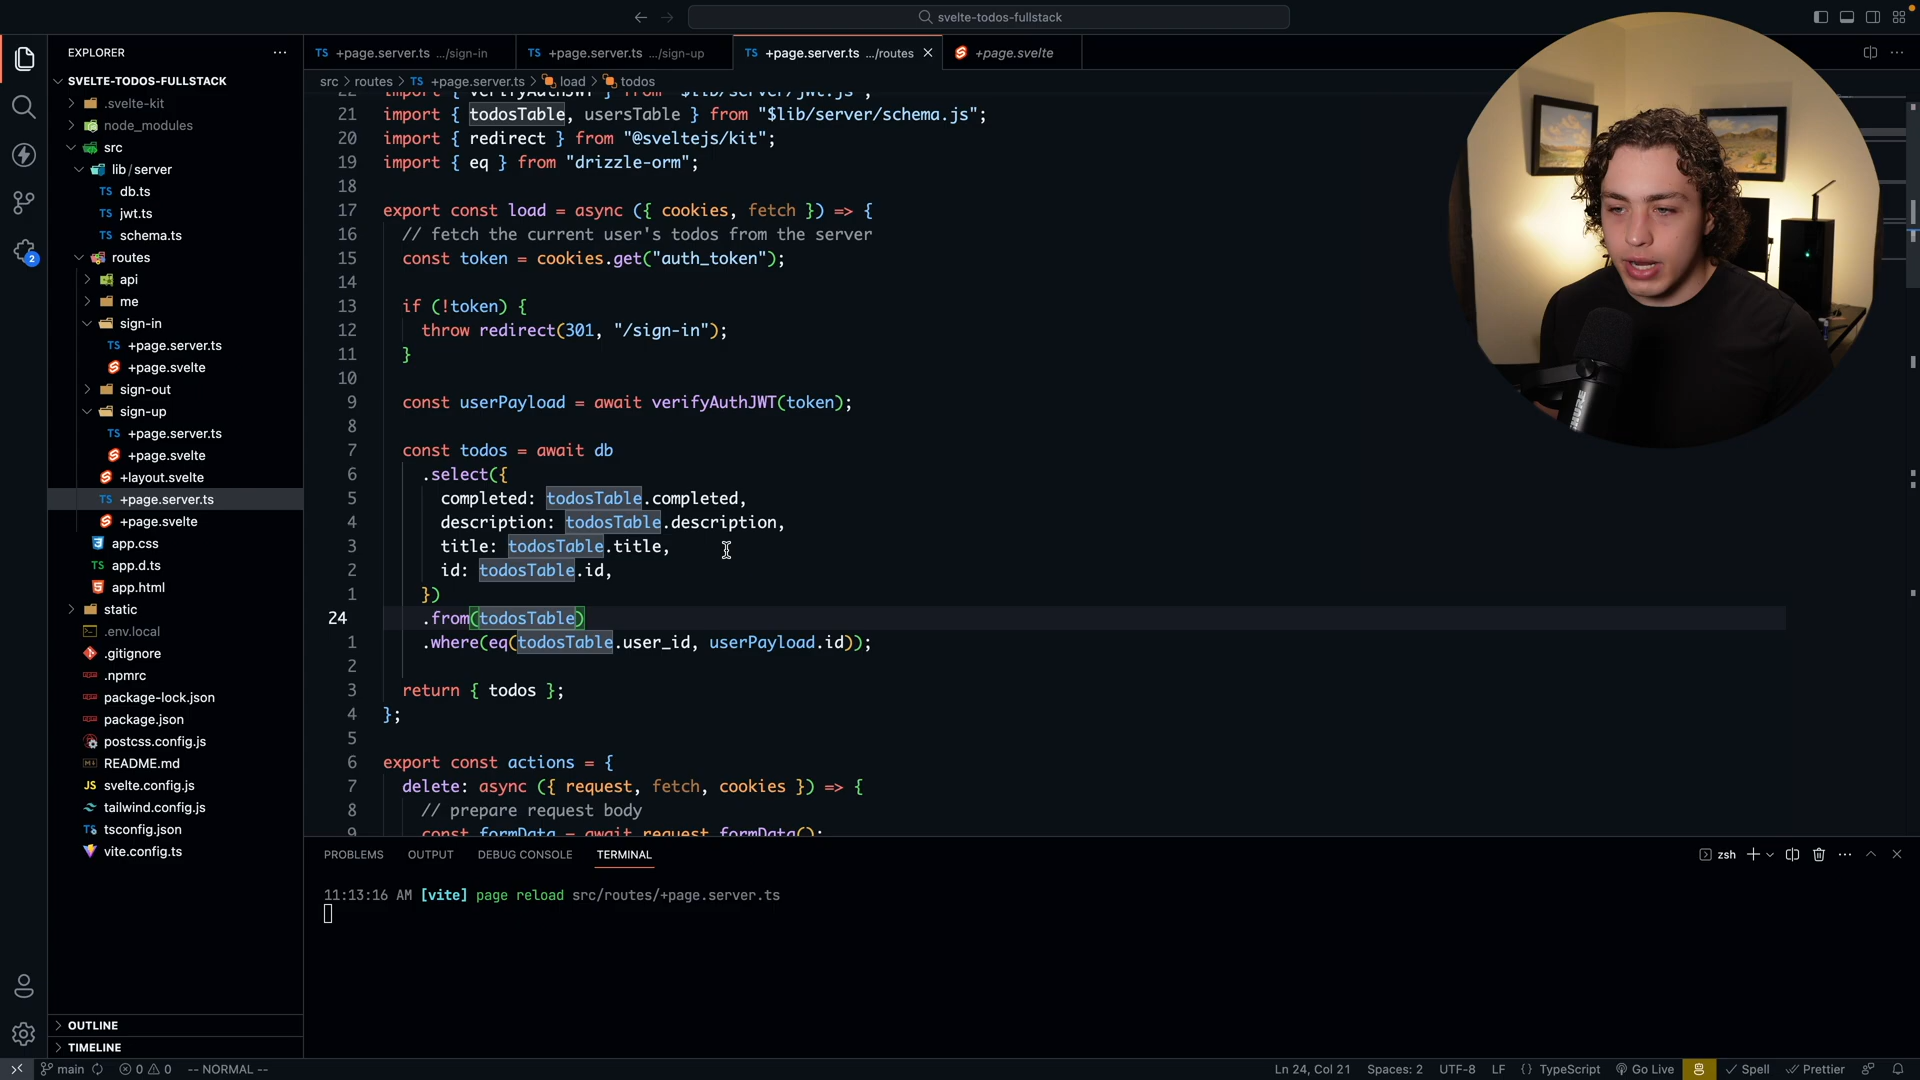 svelte-todos-fullstack
EXPLORER
SVELTE-TODOS-FULLSTACK
.svelte-kit
node_modules
src
lib/server
TS db.ts
TS jwt.ts
TS schema.ts
routes
api
me
sign-in
TS +page.server.ts
+page.svelte
sign-out
sign-up
TS +page.server.ts
+page.svelte
+layout.svelte
TS +page.server.ts
+page.svelte
app.css
TS app.d.ts
app.html
static
.env.local
.gitignore
.npmrc
package-lock.json
package.json
postcss.config.js
README.md
JS svelte.config.js
tailwind.config.js
tsconfig.json
vite.config.ts
OUTLINE
TIMELINE
2
TS +page.server.ts .../sign-in
TS +page.server.ts .../sign-up
TS +page.server.ts .../routes
+page.svelte
src > routes > TS +page.server.ts > load > todos
22 import { verifyAuthJWT } from "$lib/server/jwt.js";
21 import { todosTable, usersTable } from "$lib/server/schema.js";
20 import { redirect } from "@sveltejs/kit";
19 import { eq } from "drizzle-orm";
18
17 export const load = async ({ cookies, fetch }) => {
16 // fetch the current user's todos from the server
15 const token = cookies.get("auth_token");
14
13 if (!token) {
12 throw redirect(301, "/sign-in");
11 }
10
9 const userPayload = await verifyAuthJWT(token);
8
7 const todos = await db
6 .select({
5 completed: todosTable.completed,
4 description: todosTable.description,
3 title: todosTable.title,
2 id: todosTable.id,
1 })
24 .from(todosTable)
1 .where(eq(todosTable.user_id, userPayload.id));
2
3 return { todos };
4 };
5
6 export const actions = {
7 delete: async ({ request, fetch, cookies }) => {
8 // prepare request body
9 const formData = await request.formData();
PROBLEMS OUTPUT DEBUG CONSOLE TERMINAL
zsh
11:13:16 AM [vite] page reload src/routes/+page.server.ts
main 0 0 -- NORMAL --
Ln 24, Col 21 Spaces: 2 UTF-8 LF {} TypeScript Go Live Spell Prettier